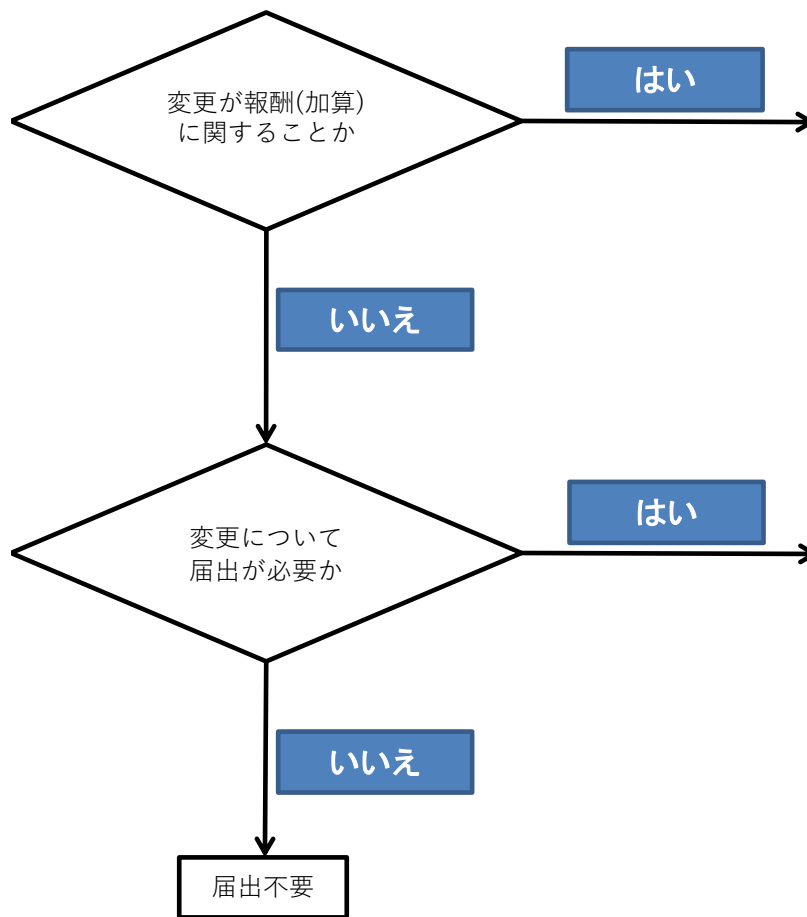 はい
変更が報酬(加算)
に関することか
いいえ
はい
変更について
届出が必要か
いいえ
届出不要